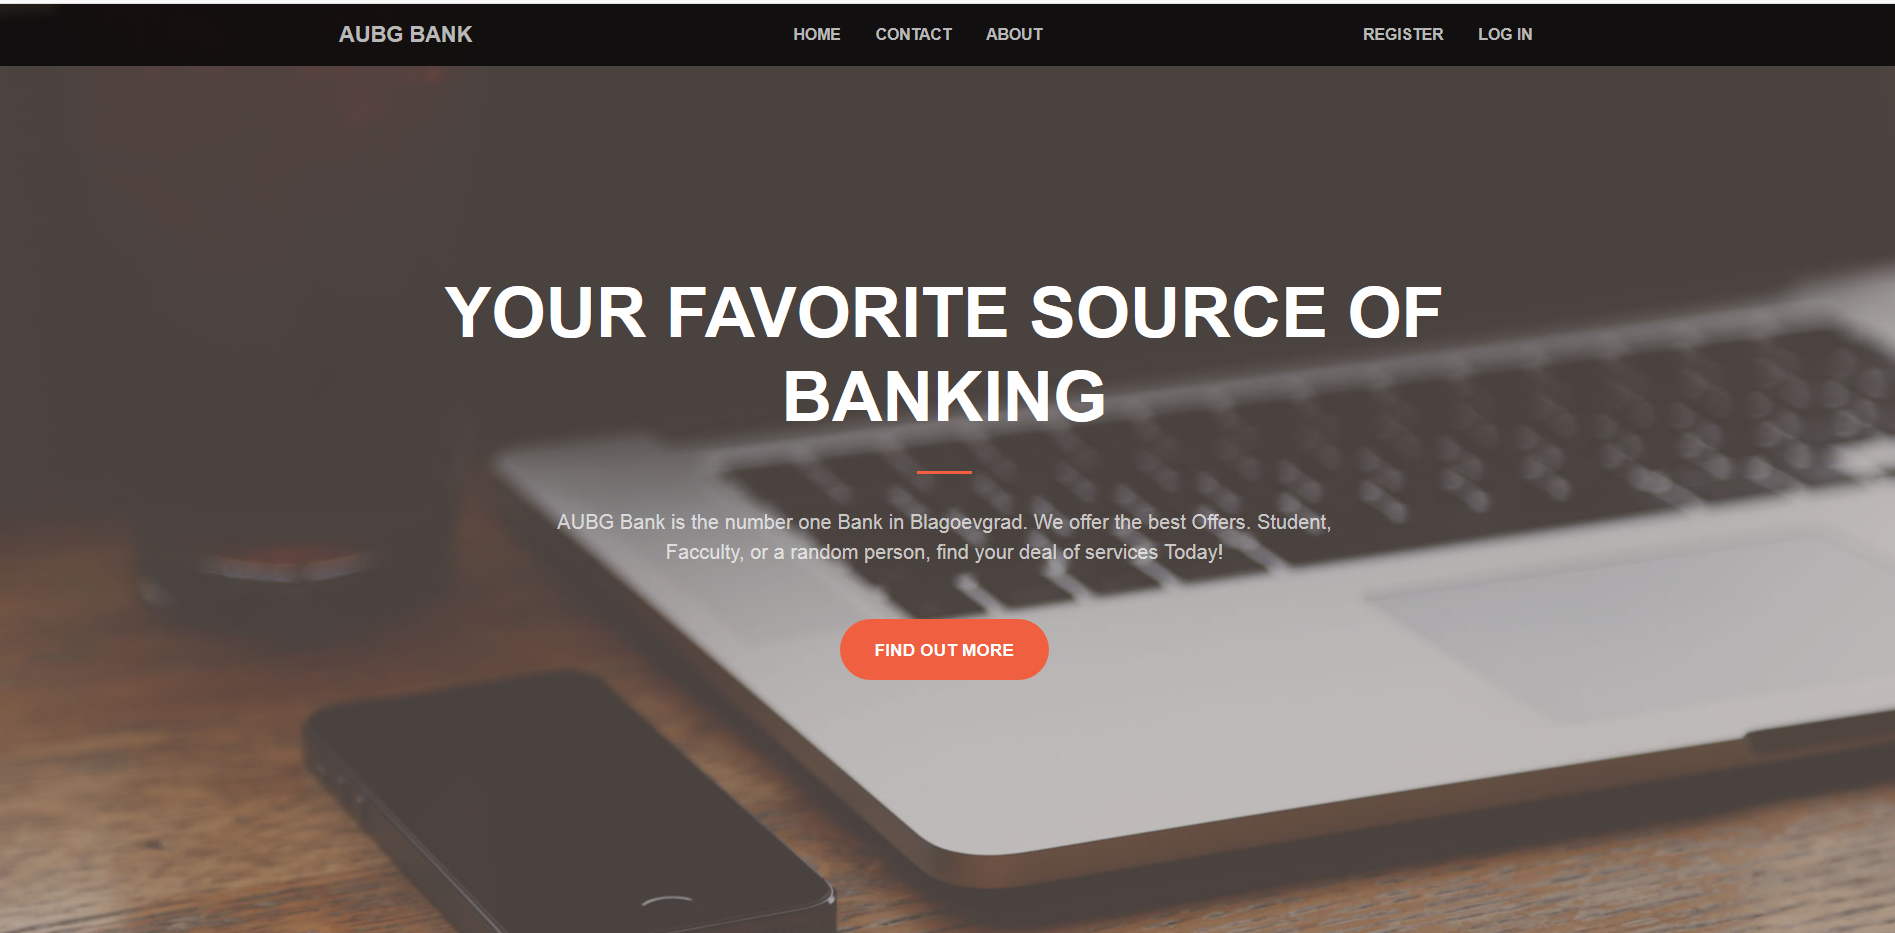 AUBG BANK HOME CONTACT ABOUT REGISTER LOG IN
YOUR FAVORITE SOURCE OF
BANKING
AUBG Bank is the number one Bank in Blagoevgrad. We offer the best Offers. Student,
Facculty, or a random person, find your deal of services Today!
FIND OUT MORE